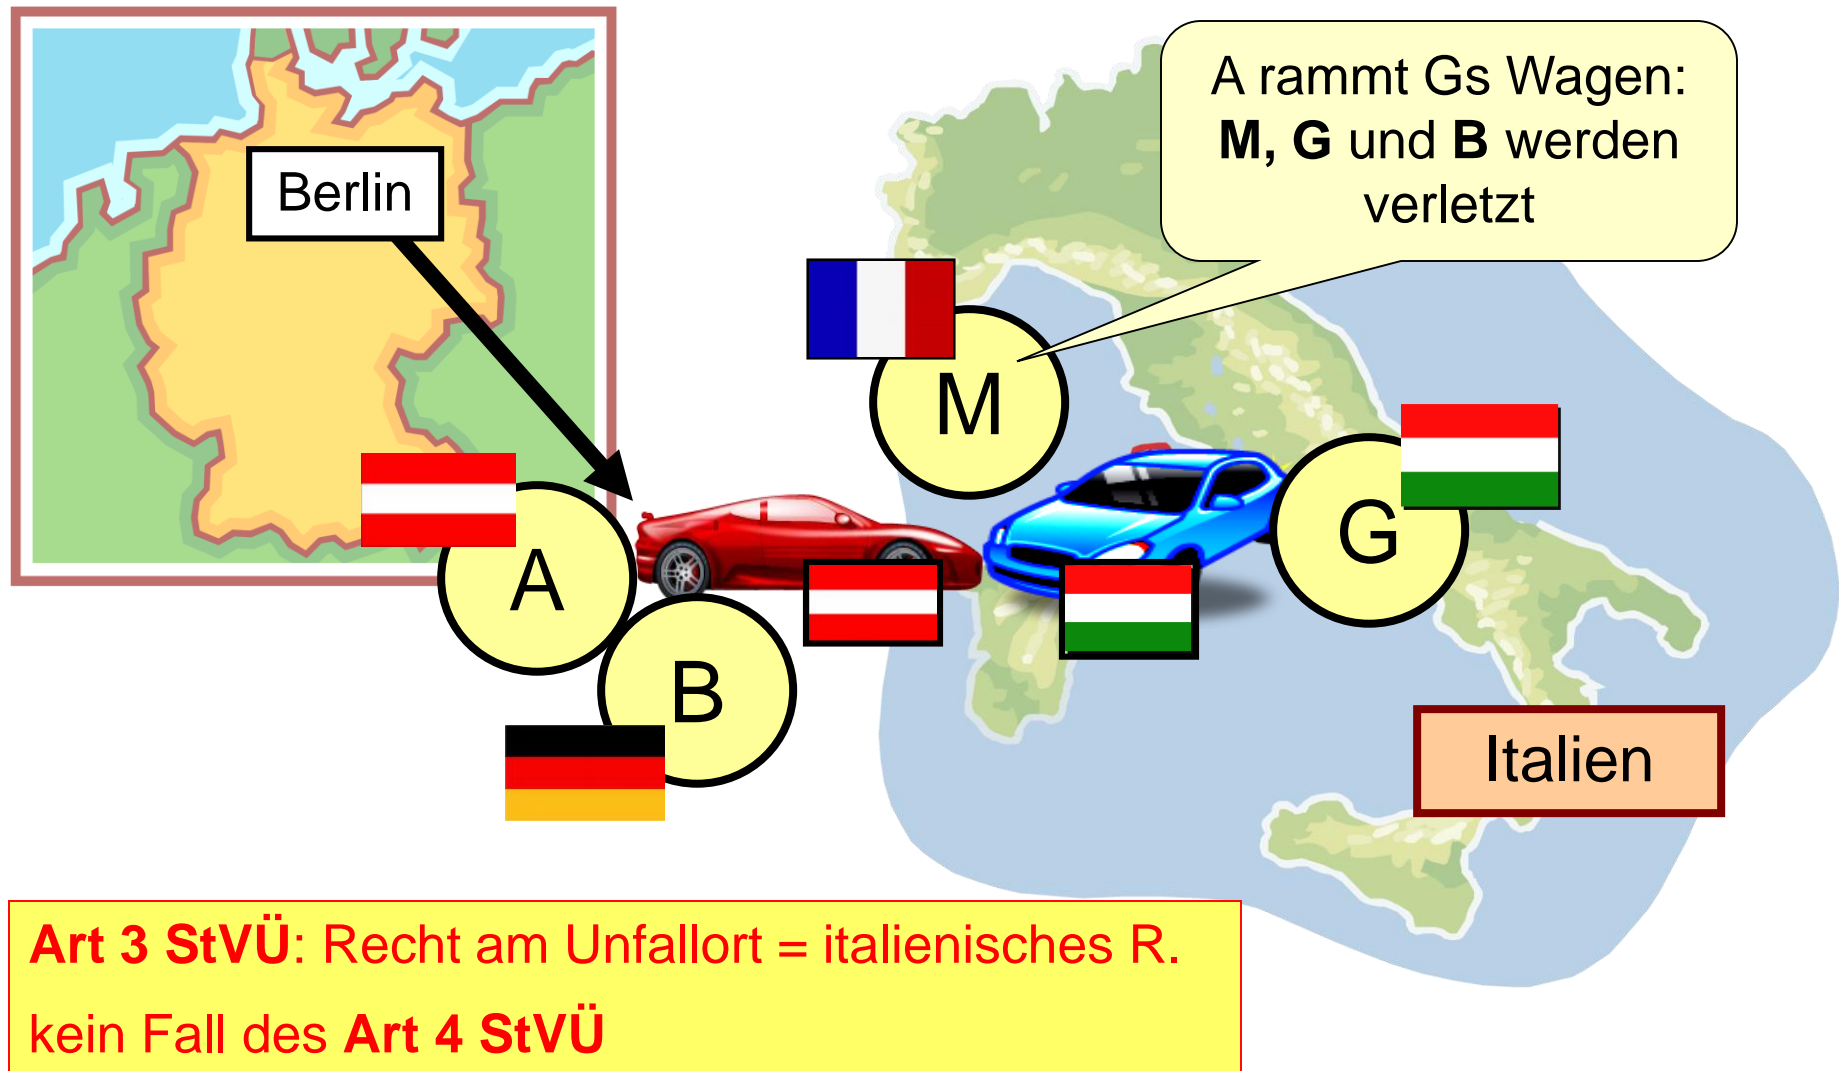 A rammt Gs Wagen:
M, G und B werden
verletzt
Berlin
M
G
A
B
Italien
Art 3 StVÜ: Recht am Unfallort = italienisches R.
kein Fall des Art 4 StVÜ